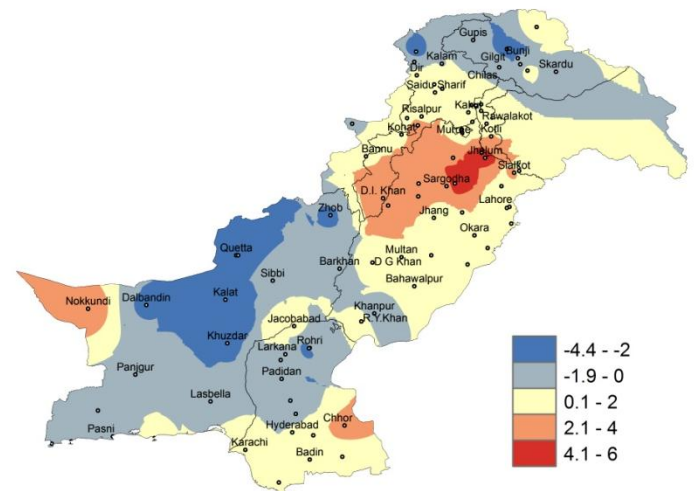 Gupis
Bunji
Gilgit
Kalam
Skardu
Dir
Chilas
Saidu Sharif
Risalpur
Kakul
Rawalakot
Kohat
Murree
Kotli
Bannu
Jhelum
Sialkot
Sargodha
D.I. Khan
Zhob
Jhang
Lahore
Okara
Quetta
Multan
Barkhan
D G Khan
Sibbi
Bahawalpur
Nokkundi
Dalbandin
Kalat
Khanpur
Jacobabad
R.Y.Khan
Khuzdar
Rohri
Larkana
Panjgur
Padidan
Lasbella
Chhor
Pasni
Hyderabad
Karachi
Badin
-4.4 - -2
-1.9 - 0
0.1 - 2
2.1 - 4
4.1 - 6